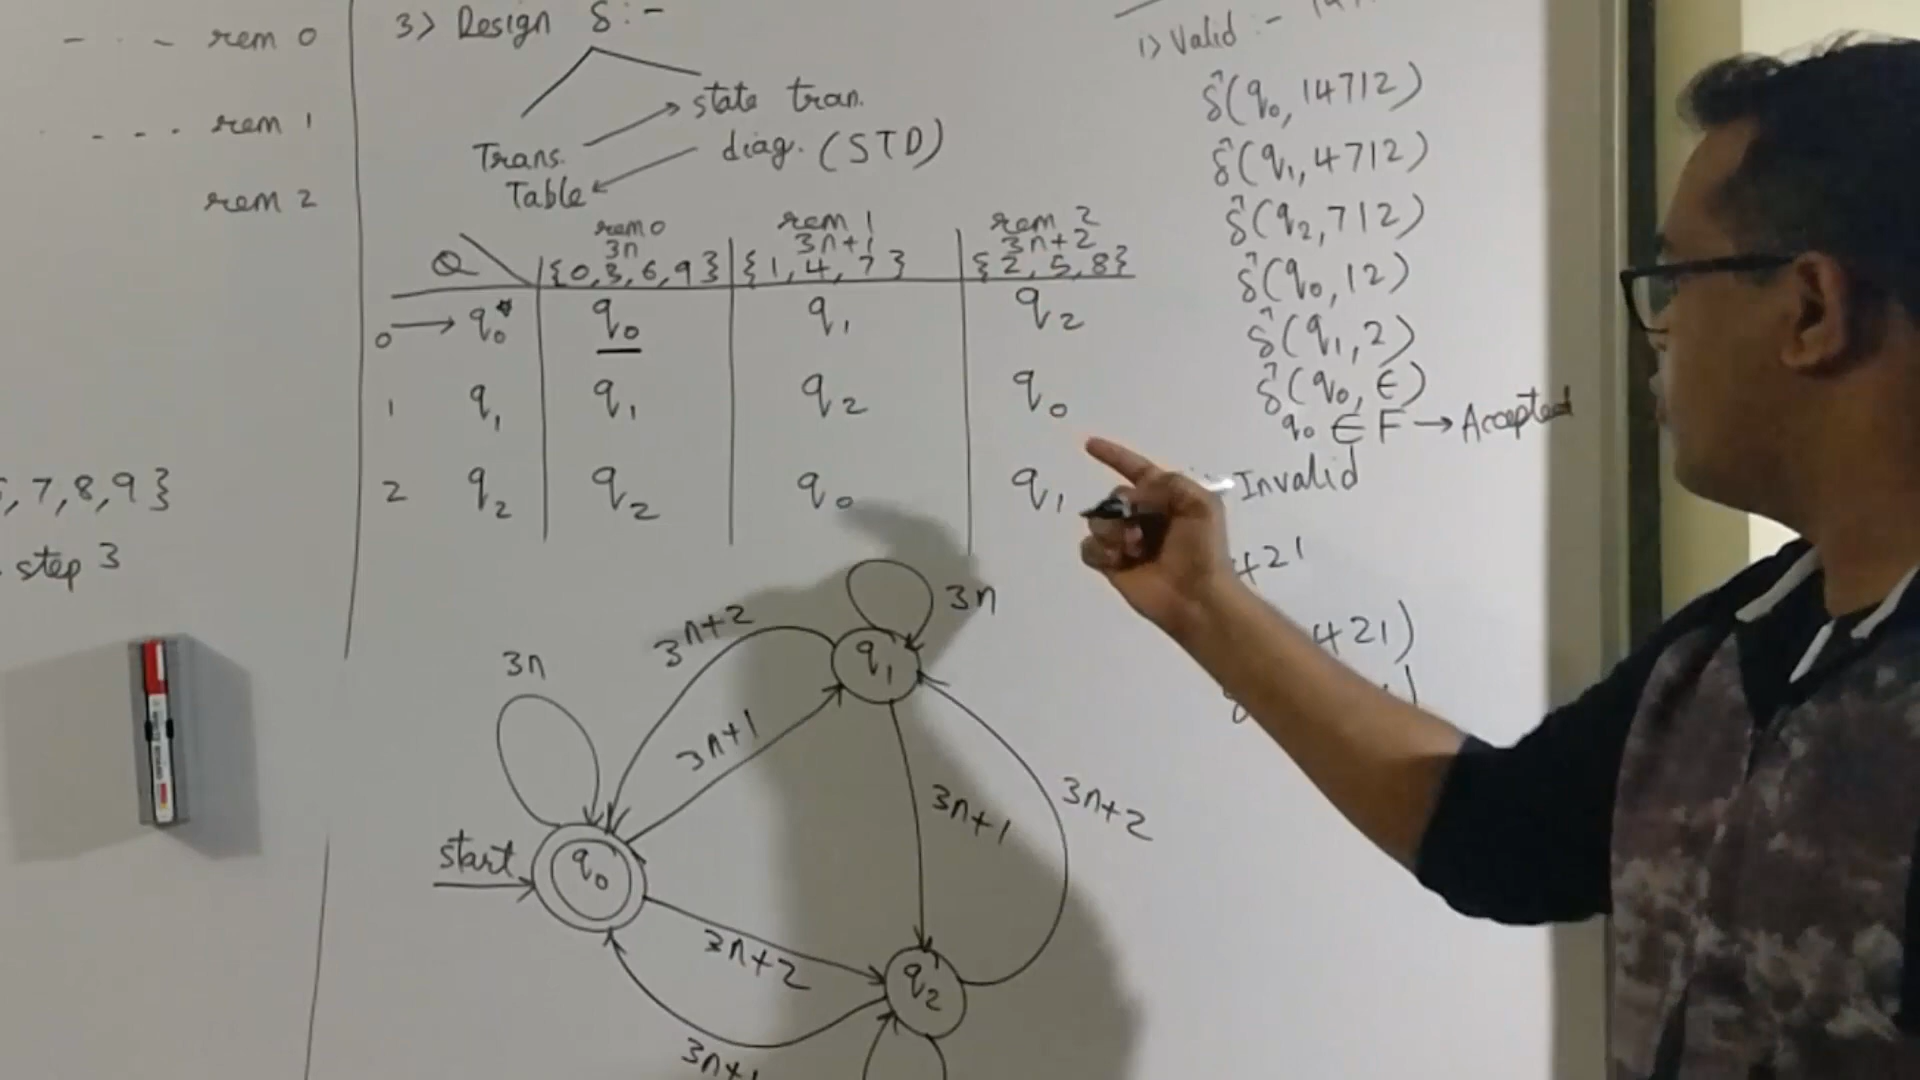 - - - rem 0
- - - rem 1
rem 2
, 7, 8, 9 }
step 3
3) Design δ :-
state tran.
diag. (STD)
Trans.
Table
rem 0
3n
{0, 3, 6, 9}
rem 1
3n+1
{1, 4, 7}
rem 2
3n+2
{2, 5, 8}
Q
0 → q0* q0 q1 q2
1 q1 q1 q2 q0
2 q2 q2 q0 q1
3n
3n+2
3n
q1
3n+1
3n+1
3n+2
start
q0
3n+2
q2
3n+1
1) Valid :-
δ̂(q0, 14712)
δ̂(q1, 4712)
δ̂(q2, 712)
δ̂(q0, 12)
δ̂(q1, 2)
δ̂(q0, ∈)
q0 ∈ F → Accepted
Invalid
421
421)